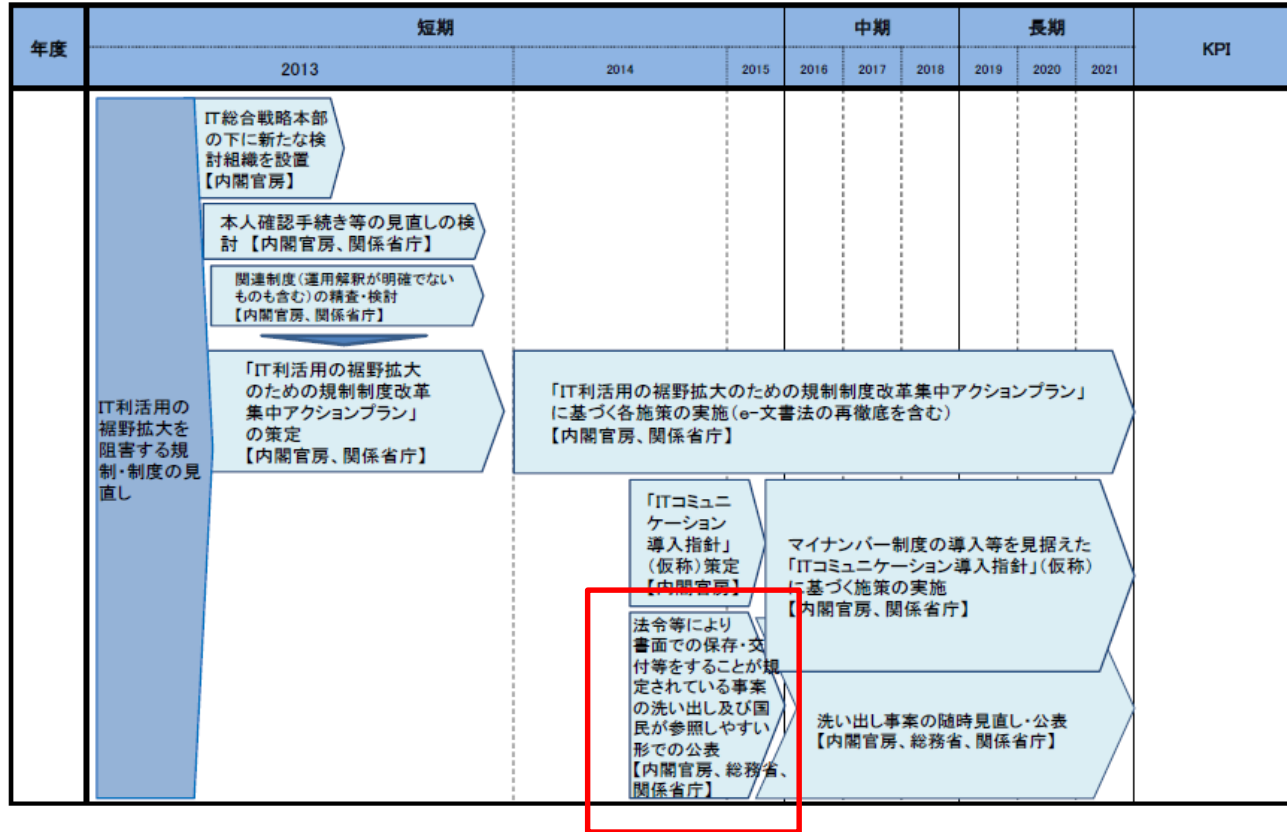 年度
短期
中期
長期
KPI
2013
2014
2015
2016
2017
2018
2019
2020
2021
IT利活用の
裾野拡大を
阻害する規
制・制度の見
直し
IT総合戦略本部
の下に新たな検
討組織を設置
【内閣官房】
本人確認手続き等の見直しの検
討 【内閣官房、関係省庁】
関連制度(運用解釈が明確でない
ものも含む)の精査・検討
【内閣官房、関係省庁】
「IT利活用の裾野拡大
のための規制制度改革
集中アクションプラン」
の策定
【内閣官房、関係省庁】
「IT利活用の裾野拡大のための規制制度改革集中アクションプラン」
に基づく各施策の実施(e-文書法の再徹底を含む)
【内閣官房、関係省庁】
「ITコミュニ
ケーション
導入指針」
(仮称)策定
【内閣官房】
マイナンバー制度の導入等を見据えた
「ITコミュニケーション導入指針」(仮称)
に基づく施策の実施
【内閣官房、関係省庁】
法令等により
書面での保存・交
付等をすることが規
定されている事案
の洗い出し及び国
民が参照しやすい
形での公表
【内閣官房、総務省、
関係省庁】
洗い出し事案の随時見直し・公表
【内閣官房、総務省、関係省庁】